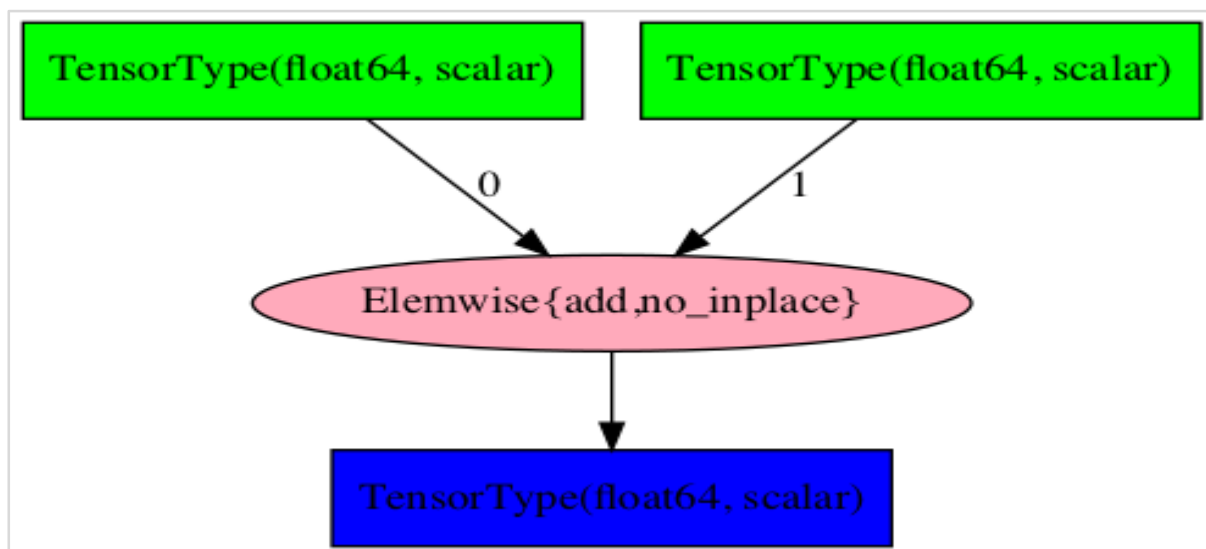 TensorType(float64, scalar) TensorType(float64, scalar)
0 1
Elemwise{add,no_inplace}
TensorType(float64, scalar)